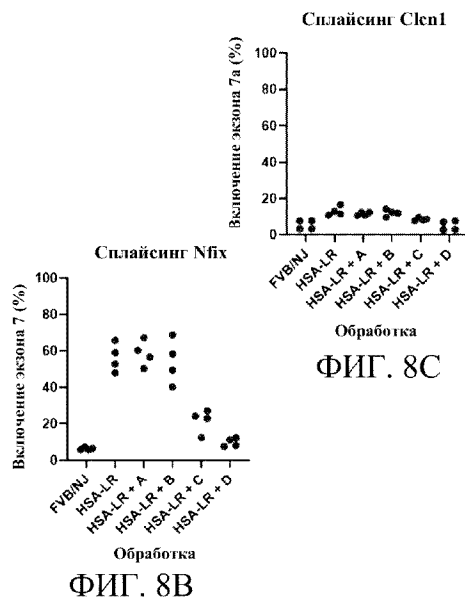 Сплайсинг Clcn1
Включение экзона 7a (%)
100
80
60
40
20
0
FVB/NJ
HSA-LR
HSA-LR + A
HSA-LR + B
HSA-LR + C
HSA-LR + D
Обработка
ФИГ. 8C
Сплайсинг Nfix
Включение экзона 7 (%)
100
80
60
40
20
0
FVB/NJ
HSA-LR
HSA-LR + A
HSA-LR + B
HSA-LR + C
HSA-LR + D
Обработка
ФИГ. 8B